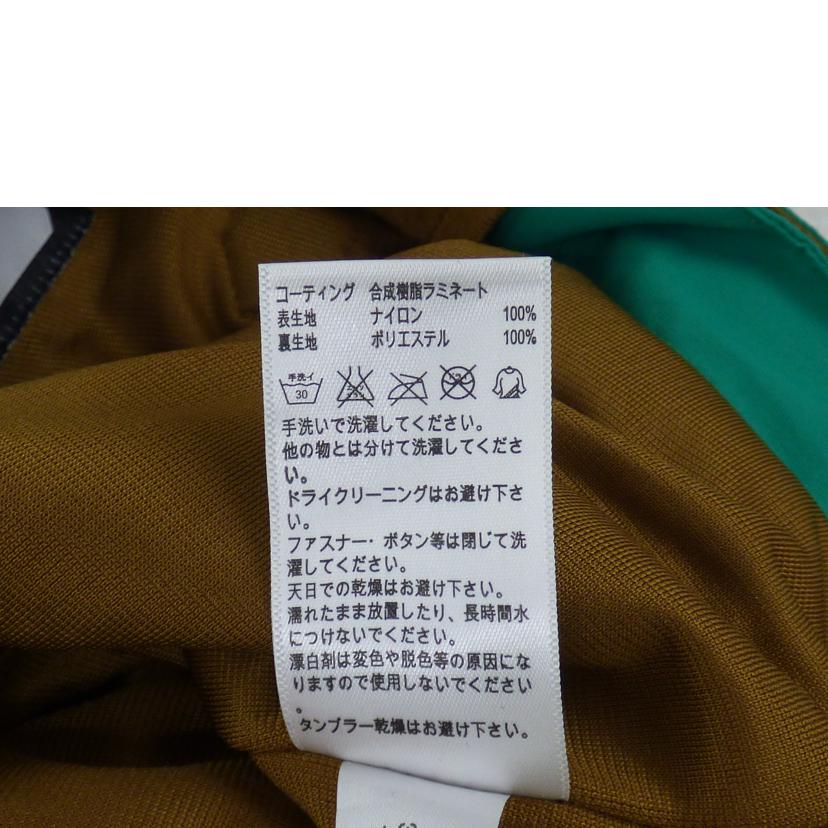 コーティング 合成樹脂ラミネート
表生地 ナイロン 100%
裏生地 ポリエステル 100%
手洗イ
30
手洗いで洗濯してください。
他の物とは分けて洗濯してくださ
い。
ドライクリーニングはお避け下さ
い。
ファスナー・ボタン等は閉じて洗
濯してください。
天日での乾燥はお避け下さい。
濡れたまま放置したり、長時間水
につけないでください。
漂白剤は変色や脱色等の原因にな
りますので使用しないでください
。
タンブラー乾燥はお避け下さい。